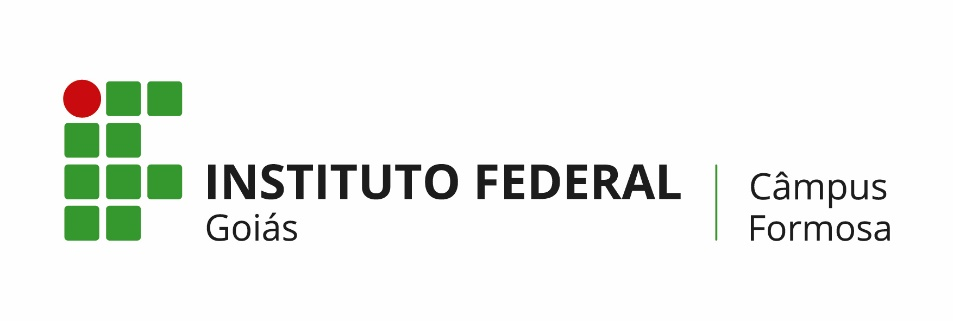 INSTITUTO FEDERAL
Goiás
Câmpus
Formosa